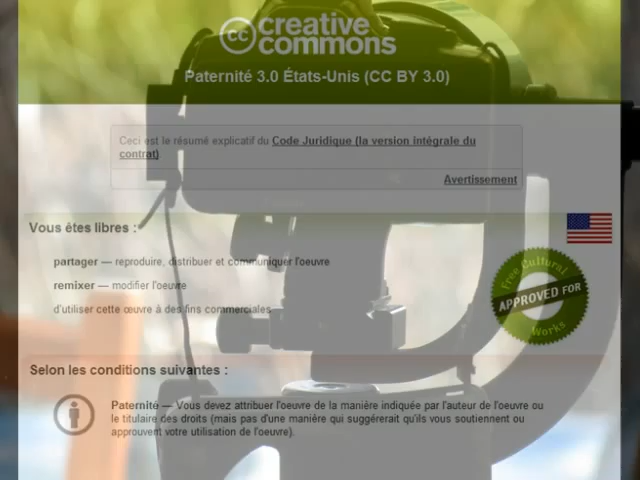 cc creative
commons
Paternité 3.0 États-Unis (CC BY 3.0)
Ceci est le résumé explicatif du Code Juridique (la version intégrale du
contrat).
Avertissement
Vous êtes libres :
partager — reproduire, distribuer et communiquer l'oeuvre
remixer — modifier l'oeuvre
d'utiliser cette œuvre à des fins commerciales
Free Cultural
APPROVED FOR
Works
Selon les conditions suivantes :
Paternité — Vous devez attribuer l'oeuvre de la manière indiquée par l'auteur de l'oeuvre ou
le titulaire des droits (mais pas d'une manière qui suggérerait qu'ils vous soutiennent ou
approuvent votre utilisation de l'oeuvre).